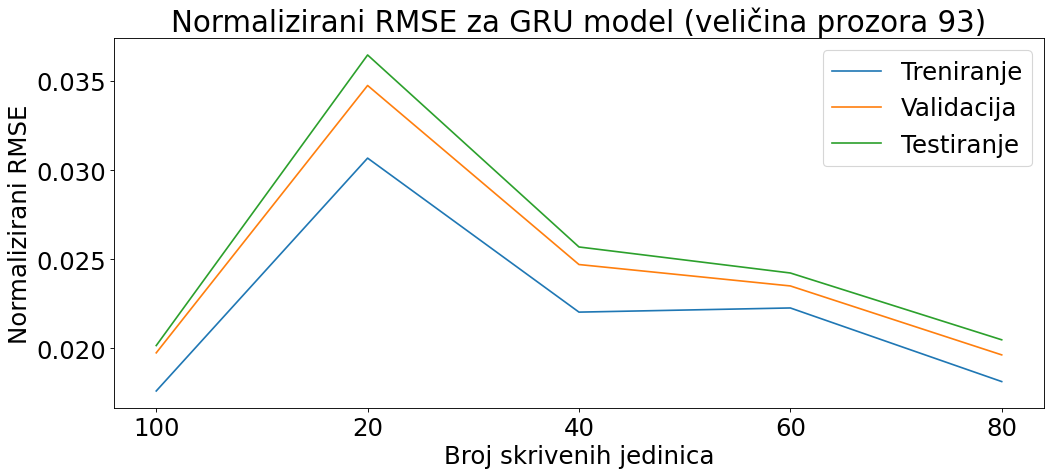 Normalizirani RMSE za GRU model (veličina prozora 93)
Normalizirani RMSE
0.035
0.030
0.025
0.020
Treniranje
Validacija
Testiranje
100 20 40 60 80
Broj skrivenih jedinica